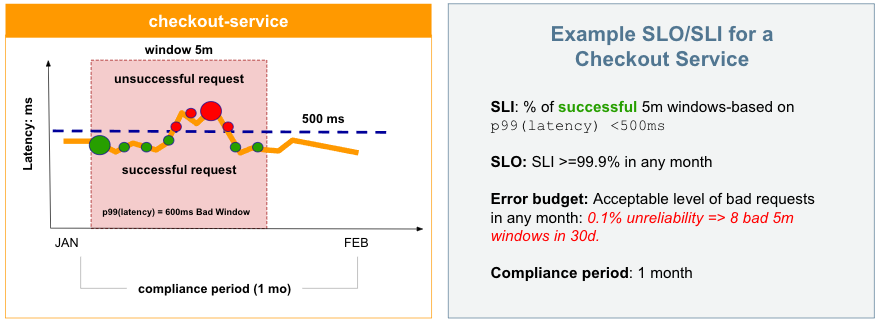 checkout-service
window 5m
unsuccessful request
500 ms
Latency: ms
successful request
p99(latency) = 600ms Bad Window
JAN
FEB
compliance period (1 mo)
Example SLO/SLI for a
Checkout Service
SLI: % of successful 5m windows-based on
p99(latency) <500ms
SLO: SLI >=99.9% in any month
Error budget: Acceptable level of bad requests
in any month: 0.1% unreliability => 8 bad 5m
windows in 30d.
Compliance period: 1 month